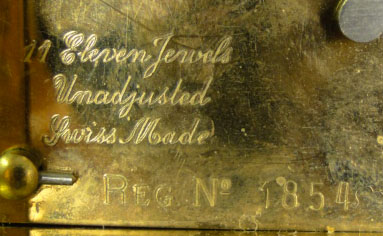 11 Eleven Jewels
Unadjusted
Swiss Made
REG. No 1854